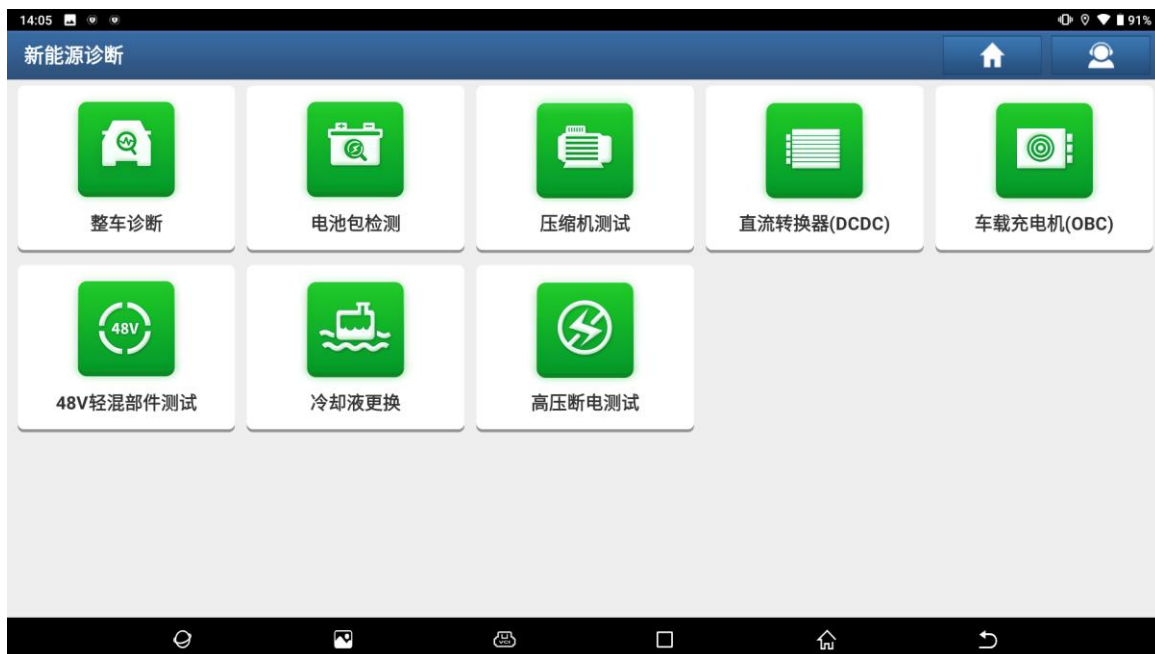 14:05
91%
新能源诊断
整车诊断
电池包检测
压缩机测试
直流转换器(DCDC)
车载充电机(OBC)
48V
48V轻混部件测试
冷却液更换
高压断电测试
VCI